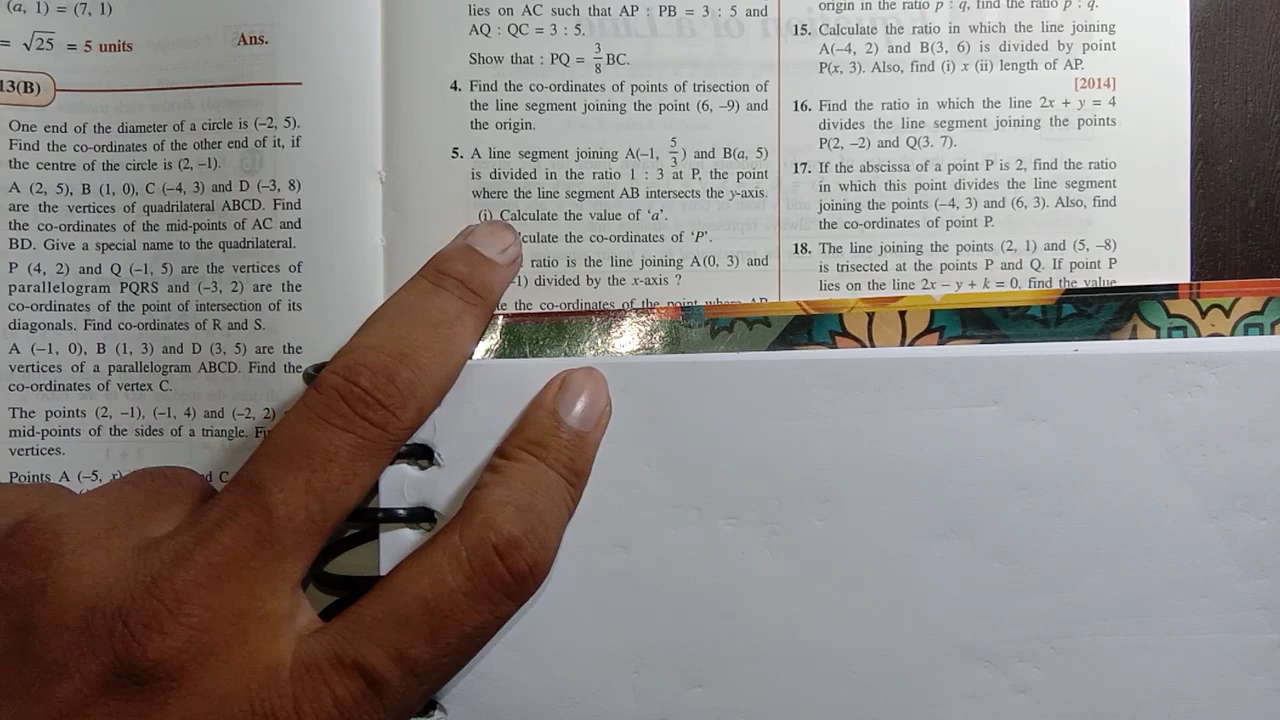 (a, 1) = (7, 1)
= √25 = 5 units Ans.
13(B)
One end of the diameter of a circle is (–2, 5).
Find the co-ordinates of the other end of it, if
the centre of the circle is (2, –1).
A (2, 5), B (1, 0), C (–4, 3) and D (–3, 8)
are the vertices of quadrilateral ABCD. Find
the co-ordinates of the mid-points of AC and
BD. Give a special name to the quadrilateral.
P (4, 2) and Q (–1, 5) are the vertices of
parallelogram PQRS and (–3, 2) are the
co-ordinates of the point of intersection of its
diagonals. Find co-ordinates of R and S.
A (–1, 0), B (1, 3) and D (3, 5) are the
vertices of a parallelogram ABCD. Find the
co-ordinates of vertex C.
The points (2, –1), (–1, 4) and (–2, 2)
mid-points of the sides of a triangle.
vertices.
Points A (–5,
lies on AC such that AP : PB = 3 : 5 and
AQ : QC = 3 : 5.
Show that : PQ = 3/8 BC.
4. Find the co-ordinates of points of trisection of
the line segment joining the point (6, –9) and
the origin.
5. A line segment joining A(–1, 5/3) and B(a, 5)
is divided in the ratio 1 : 3 at P, the point
where the line segment AB intersects the y-axis.
(i) Calculate the value of ‘a’.
culate the co-ordinates of ‘P’.
ratio is the line joining A(0, 3) and
–1) divided by the x-axis ?
the co-ordinates of the point where AB
origin in the ratio p : q, find the ratio p : q.
15. Calculate the ratio in which the line joining
A(–4, 2) and B(3, 6) is divided by point
P(x, 3). Also, find (i) x (ii) length of AP.
[2014]
16. Find the ratio in which the line 2x + y = 4
divides the line segment joining the points
P(2, –2) and Q(3. 7).
17. If the abscissa of a point P is 2, find the ratio
in which this point divides the line segment
joining the points (–4, 3) and (6, 3). Also, find
the co-ordinates of point P.
18. The line joining the points (2, 1) and (5, –8)
is trisected at the points P and Q. If point P
lies on the line 2x – y + k = 0, find the value